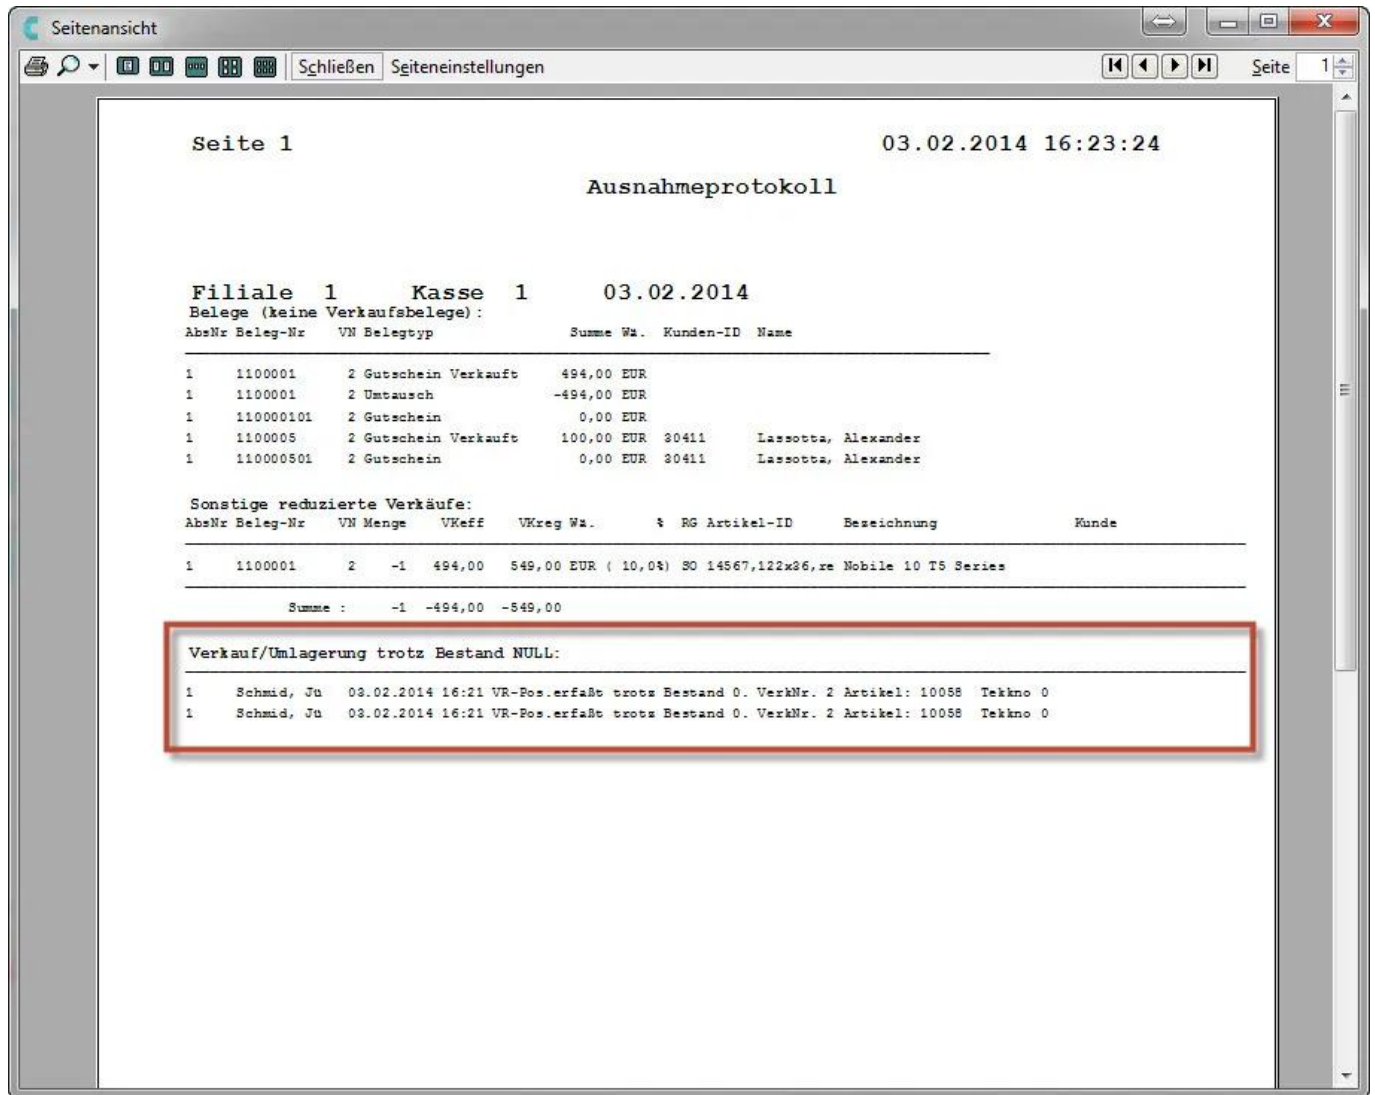 Seitenansicht
Schließen Seiteneinstellungen Seite 1
Seite 1 03.02.2014 16:23:24
Ausnahmeprotokoll
Filiale 1 Kasse 1 03.02.2014
Belege (keine Verkaufsbelege):
AbsNr Beleg-Nr VN Belegtyp Summe Wä. Kunden-ID Name
1 1100001 2 Gutschein Verkauft 494,00 EUR
1 1100001 2 Umtausch -494,00 EUR
1 110000101 2 Gutschein 0,00 EUR
1 1100005 2 Gutschein Verkauft 100,00 EUR 30411 Lassotta, Alexander
1 110000501 2 Gutschein 0,00 EUR 30411 Lassotta, Alexander
Sonstige reduzierte Verkäufe:
AbsNr Beleg-Nr VN Menge VKeff VKreg Wä. % RG Artikel-ID Bezeichnung Kunde
1 1100001 2 -1 494,00 549,00 EUR ( 10,0%) SO 14567,122x36,re Nobile 10 T5 Series
Summe : -1 -494,00 -549,00
Verkauf/Umlagerung trotz Bestand NULL:
1 Schmid, Ju 03.02.2014 16:21 VR-Pos.erfaßt trotz Bestand 0. VerkNr. 2 Artikel: 10058 Tekkno 0
1 Schmid, Ju 03.02.2014 16:21 VR-Pos.erfaßt trotz Bestand 0. VerkNr. 2 Artikel: 10058 Tekkno 0